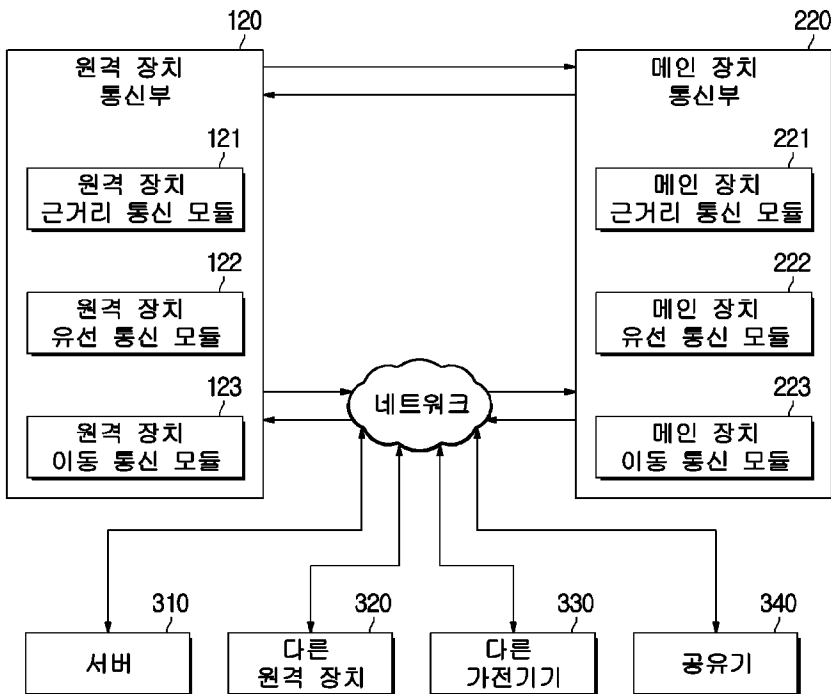 120
원격 장치
통신부
220
메인 장치
통신부
121
원격 장치
근거리 통신 모듈
221
메인 장치
근거리 통신 모듈
122
원격 장치
유선 통신 모듈
222
메인 장치
유선 통신 모듈
123
원격 장치
이동 통신 모듈
네트워크
223
메인 장치
이동 통신 모듈
310
서버
320
다른
원격 장치
330
다른
가전기기
340
공유기